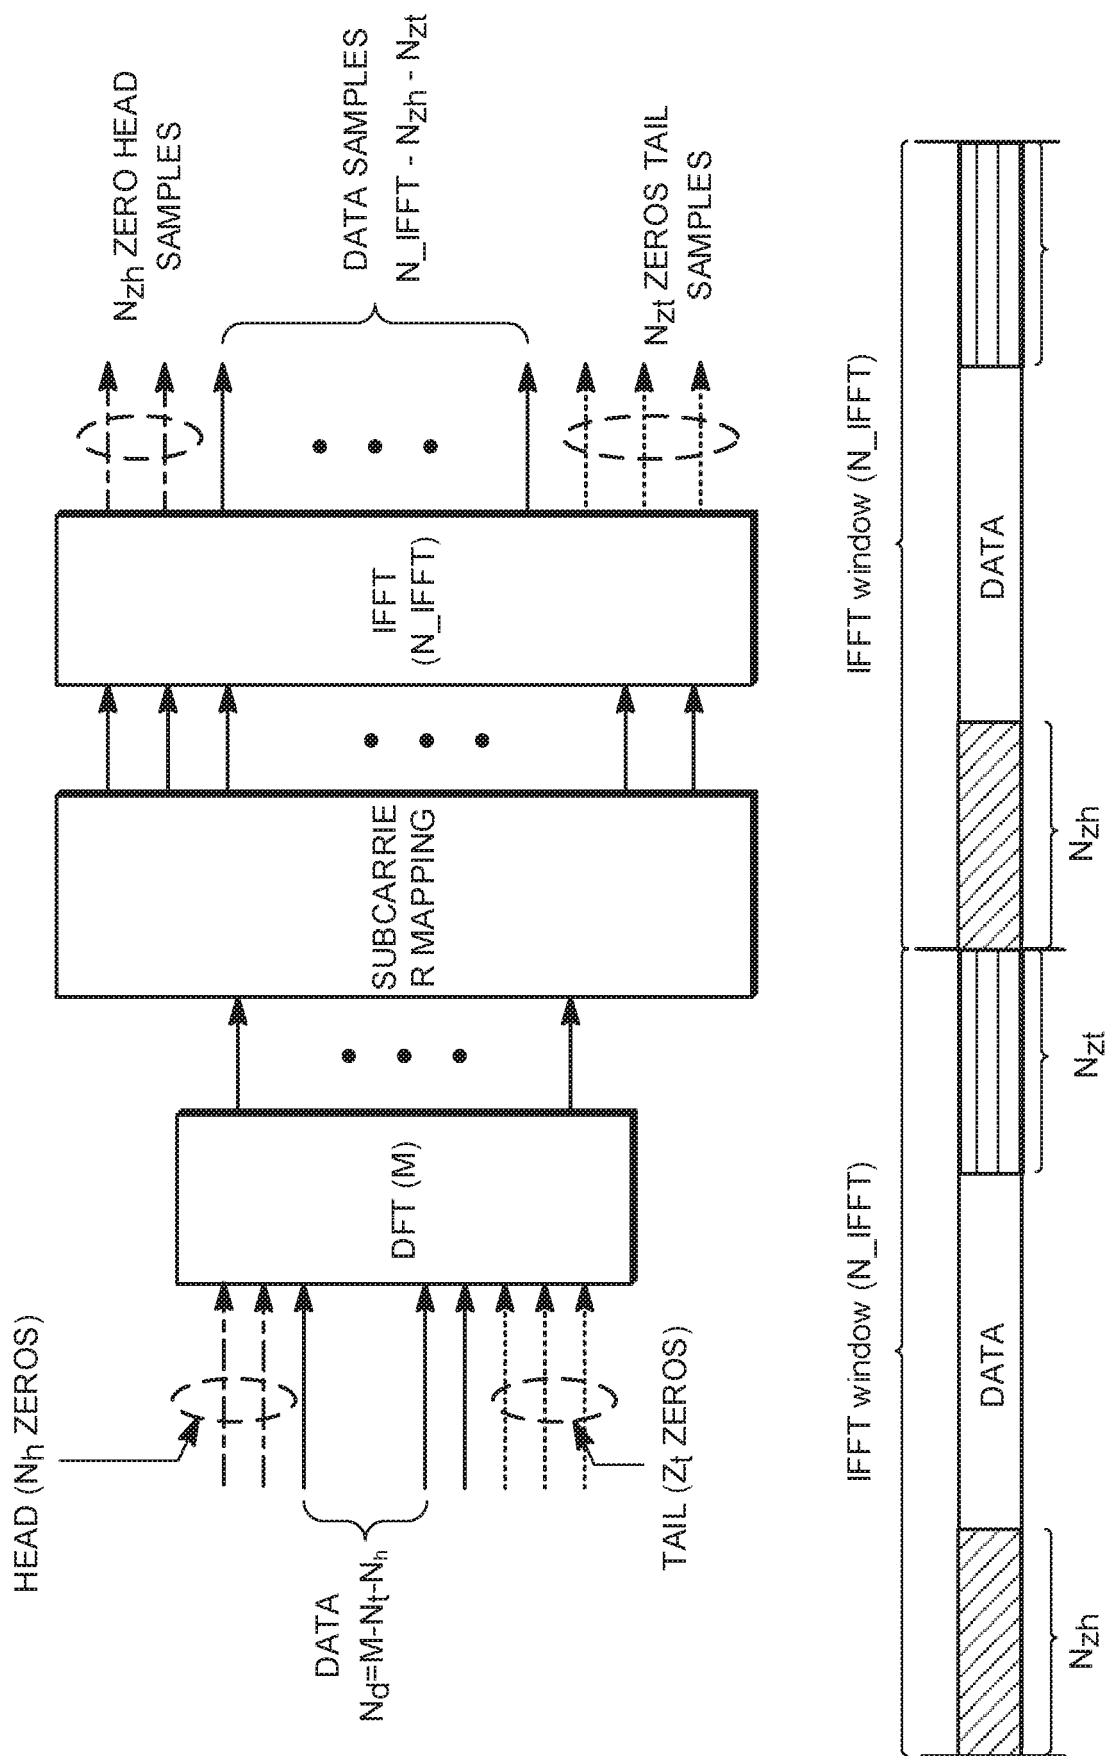 HEAD (Nh ZEROS)
DATA
Nd=M-Nt-Nh
TAIL (Zt ZEROS)
DFT (M)
SUBCARRIE
R MAPPING
IFFT
(N_IFFT)
Nzh ZERO HEAD
SAMPLES
DATA SAMPLES
N_IFFT - Nzh - Nzt
Nzt ZEROS TAIL
SAMPLES
IFFT window (N_IFFT)
IFFT window (N_IFFT)
DATA
DATA
Nzh
Nzt
Nzh